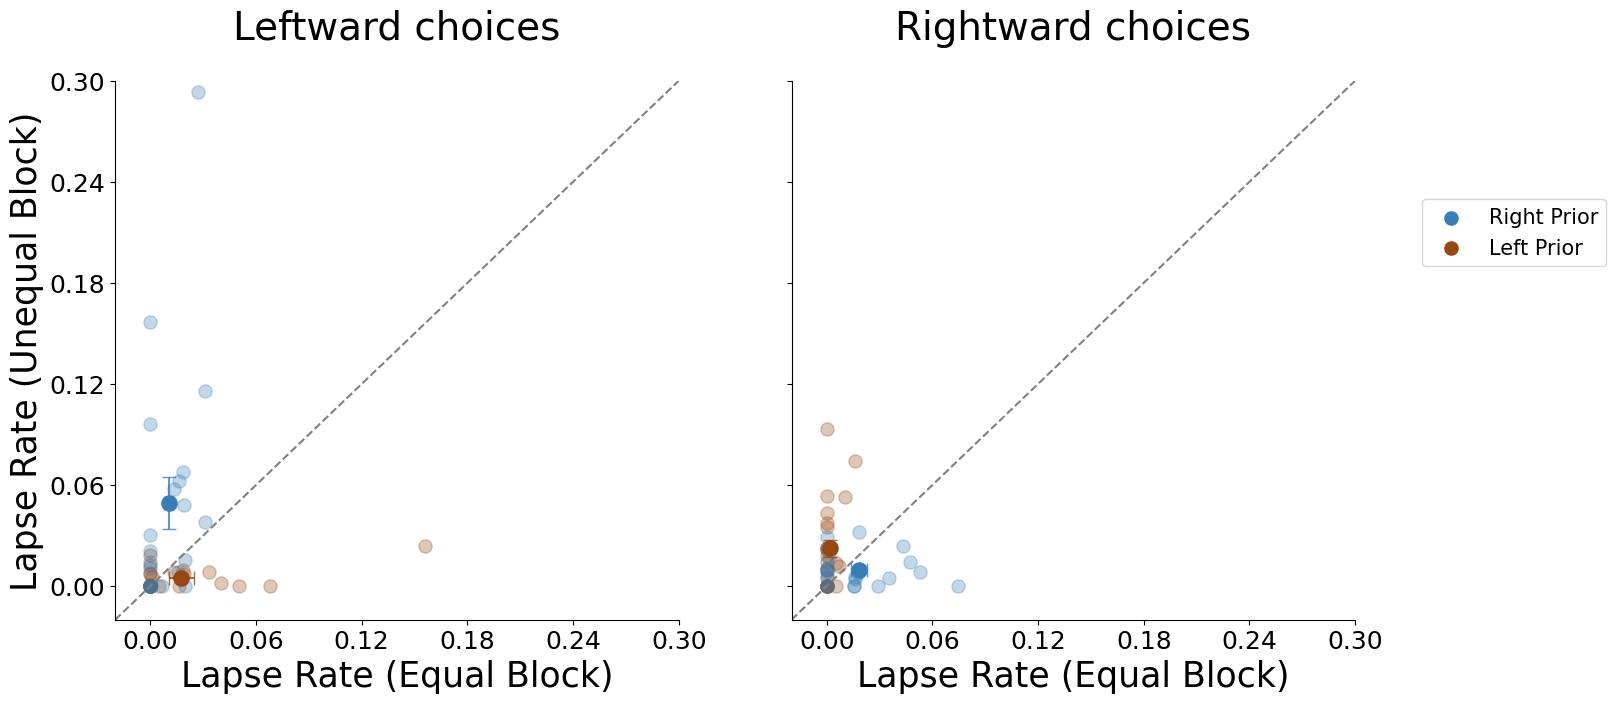 Leftward choices
Rightward choices
Lapse Rate (Unequal Block)
0.30
0.24
0.18
0.12
0.06
0.00
0.00 0.06 0.12 0.18 0.24 0.30
0.00 0.06 0.12 0.18 0.24 0.30
Lapse Rate (Equal Block)
Lapse Rate (Equal Block)
Right Prior
Left Prior